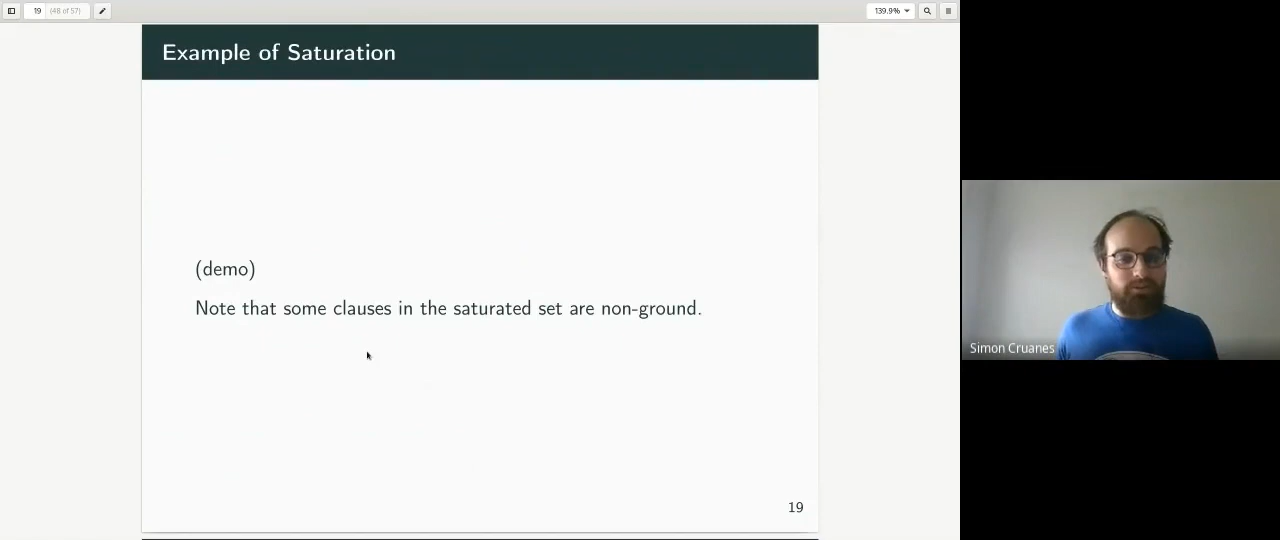 19 (48 of 57)
139.9%
Example of Saturation
(demo)
Note that some clauses in the saturated set are non-ground.
19
Simon Cruanes